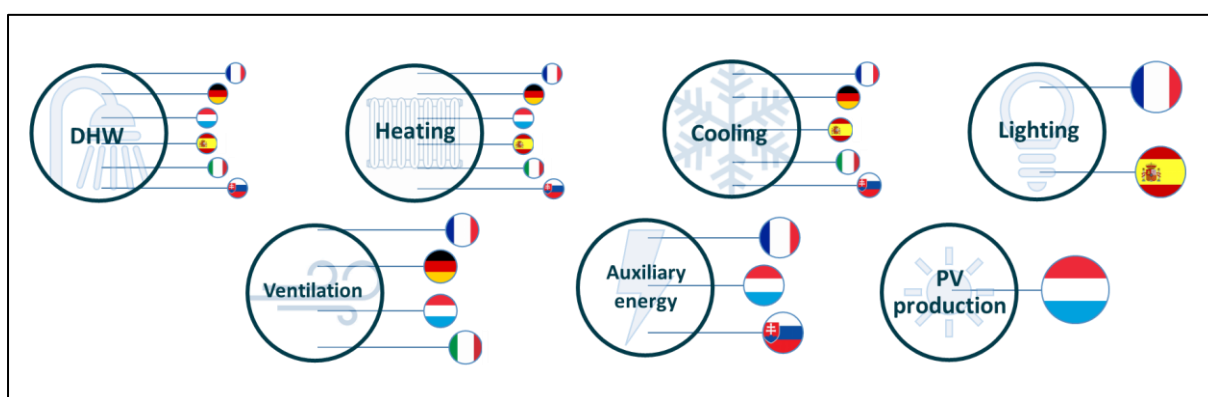 DHW
Heating
Cooling
Lighting
Ventilation
Auxiliary
energy
PV
production